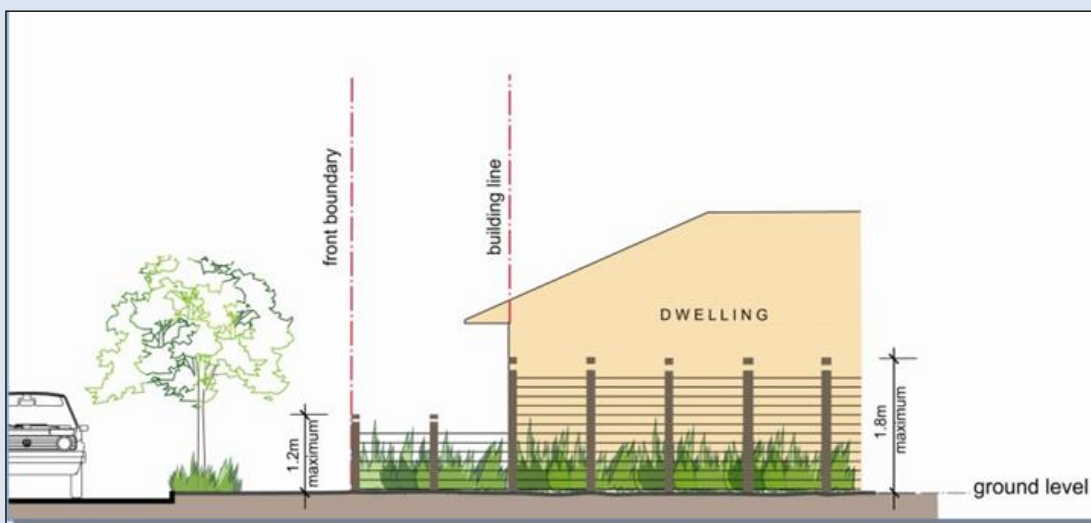 front boundary
building line
DWELLING
1.2m
maximum
1.8m
maximum
ground level